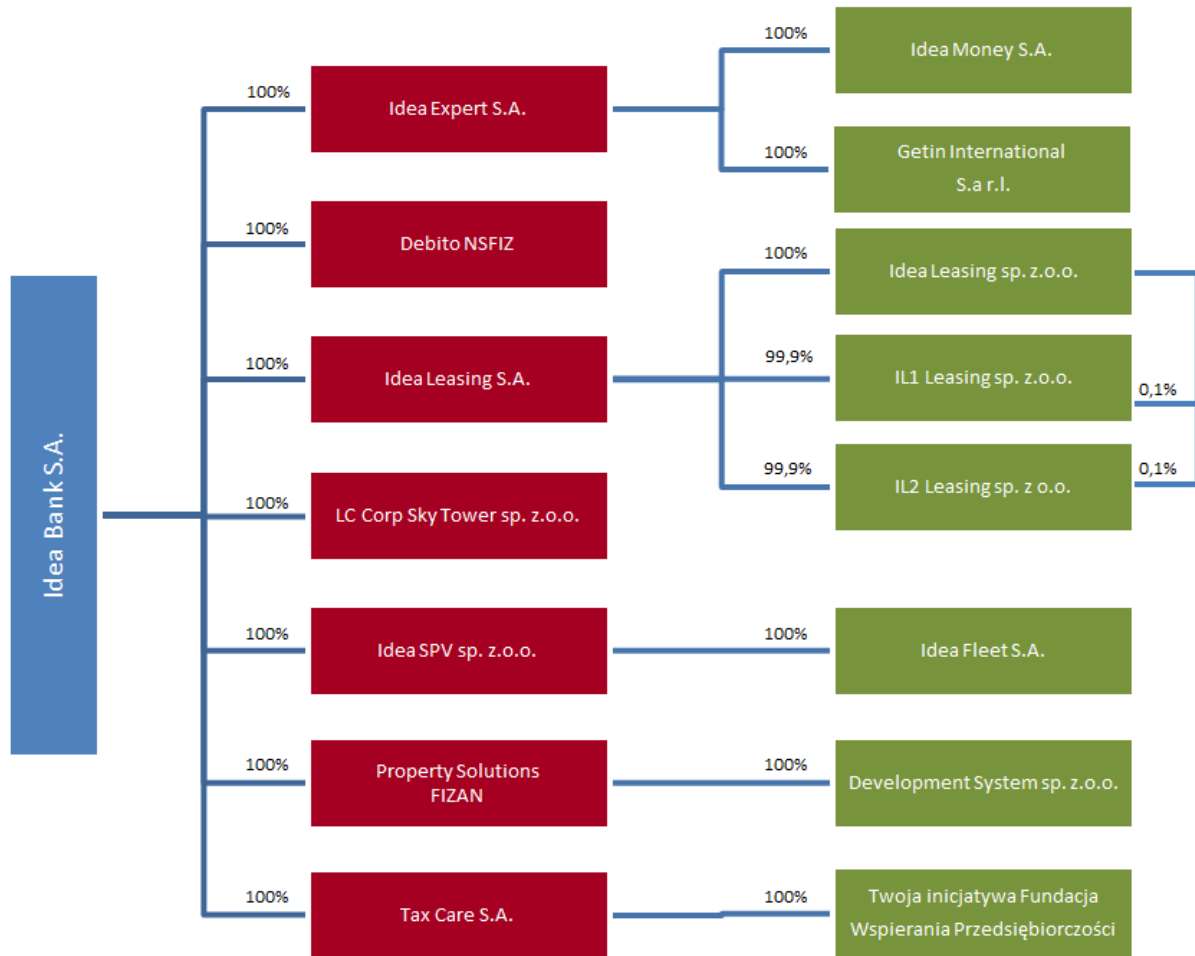 100%
Idea Money S.A.
100%
Idea Expert S.A.
100%
Getin International
S.a r.l.
100%
Debito NSFIZ
100%
Idea Leasing sp. z.o.o.
Idea Bank S.A.
100%
Idea Leasing S.A.
99,9%
IL1 Leasing sp. z.o.o.
0,1%
99,9%
IL2 Leasing sp. z o.o.
0,1%
100%
LC Corp Sky Tower sp. z.o.o.
100%
Idea SPV sp. z.o.o.
100%
Idea Fleet S.A.
100%
Property Solutions
FIZAN
100%
Development System sp. z.o.o.
100%
Tax Care S.A.
100%
Twoja inicjatywa Fundacja
Wspierania Przedsiębiorczości